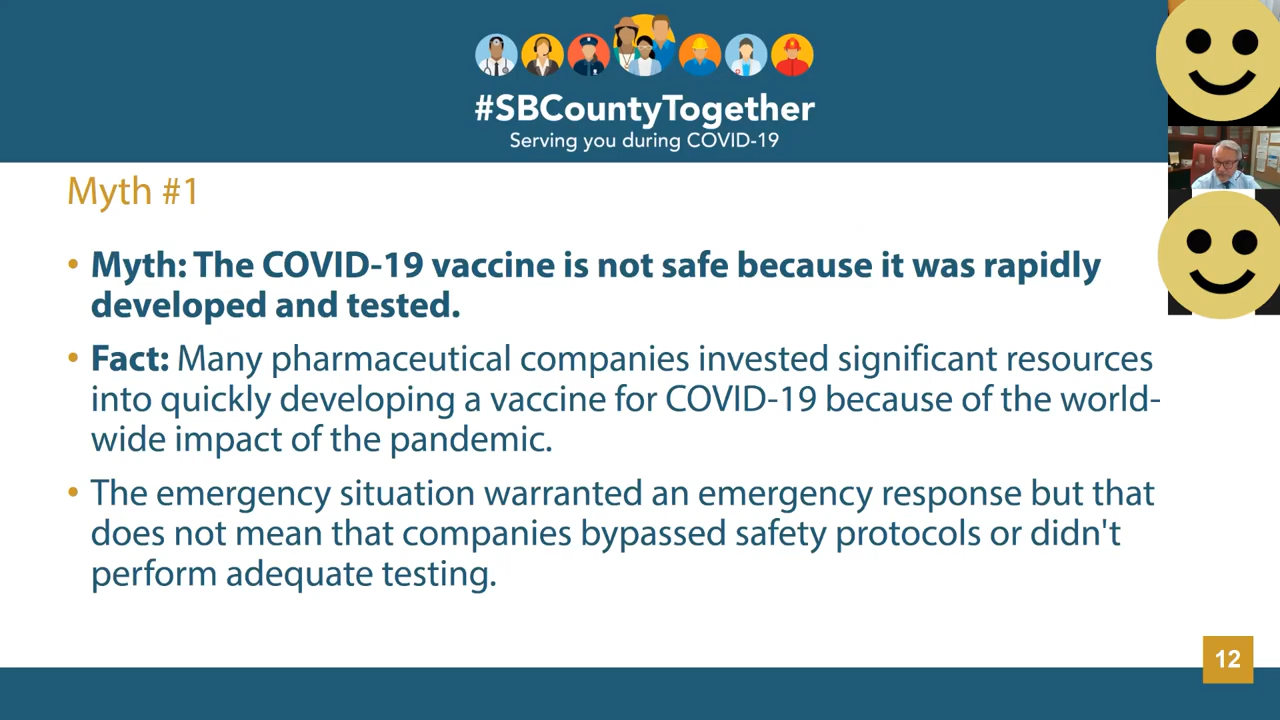 #SBCountyTogether
Serving you during COVID-19
Myth #1
• Myth: The COVID-19 vaccine is not safe because it was rapidly
developed and tested.
• Fact: Many pharmaceutical companies invested significant resources
into quickly developing a vaccine for COVID-19 because of the world-
wide impact of the pandemic.
• The emergency situation warranted an emergency response but that
does not mean that companies bypassed safety protocols or didn't
perform adequate testing.
12